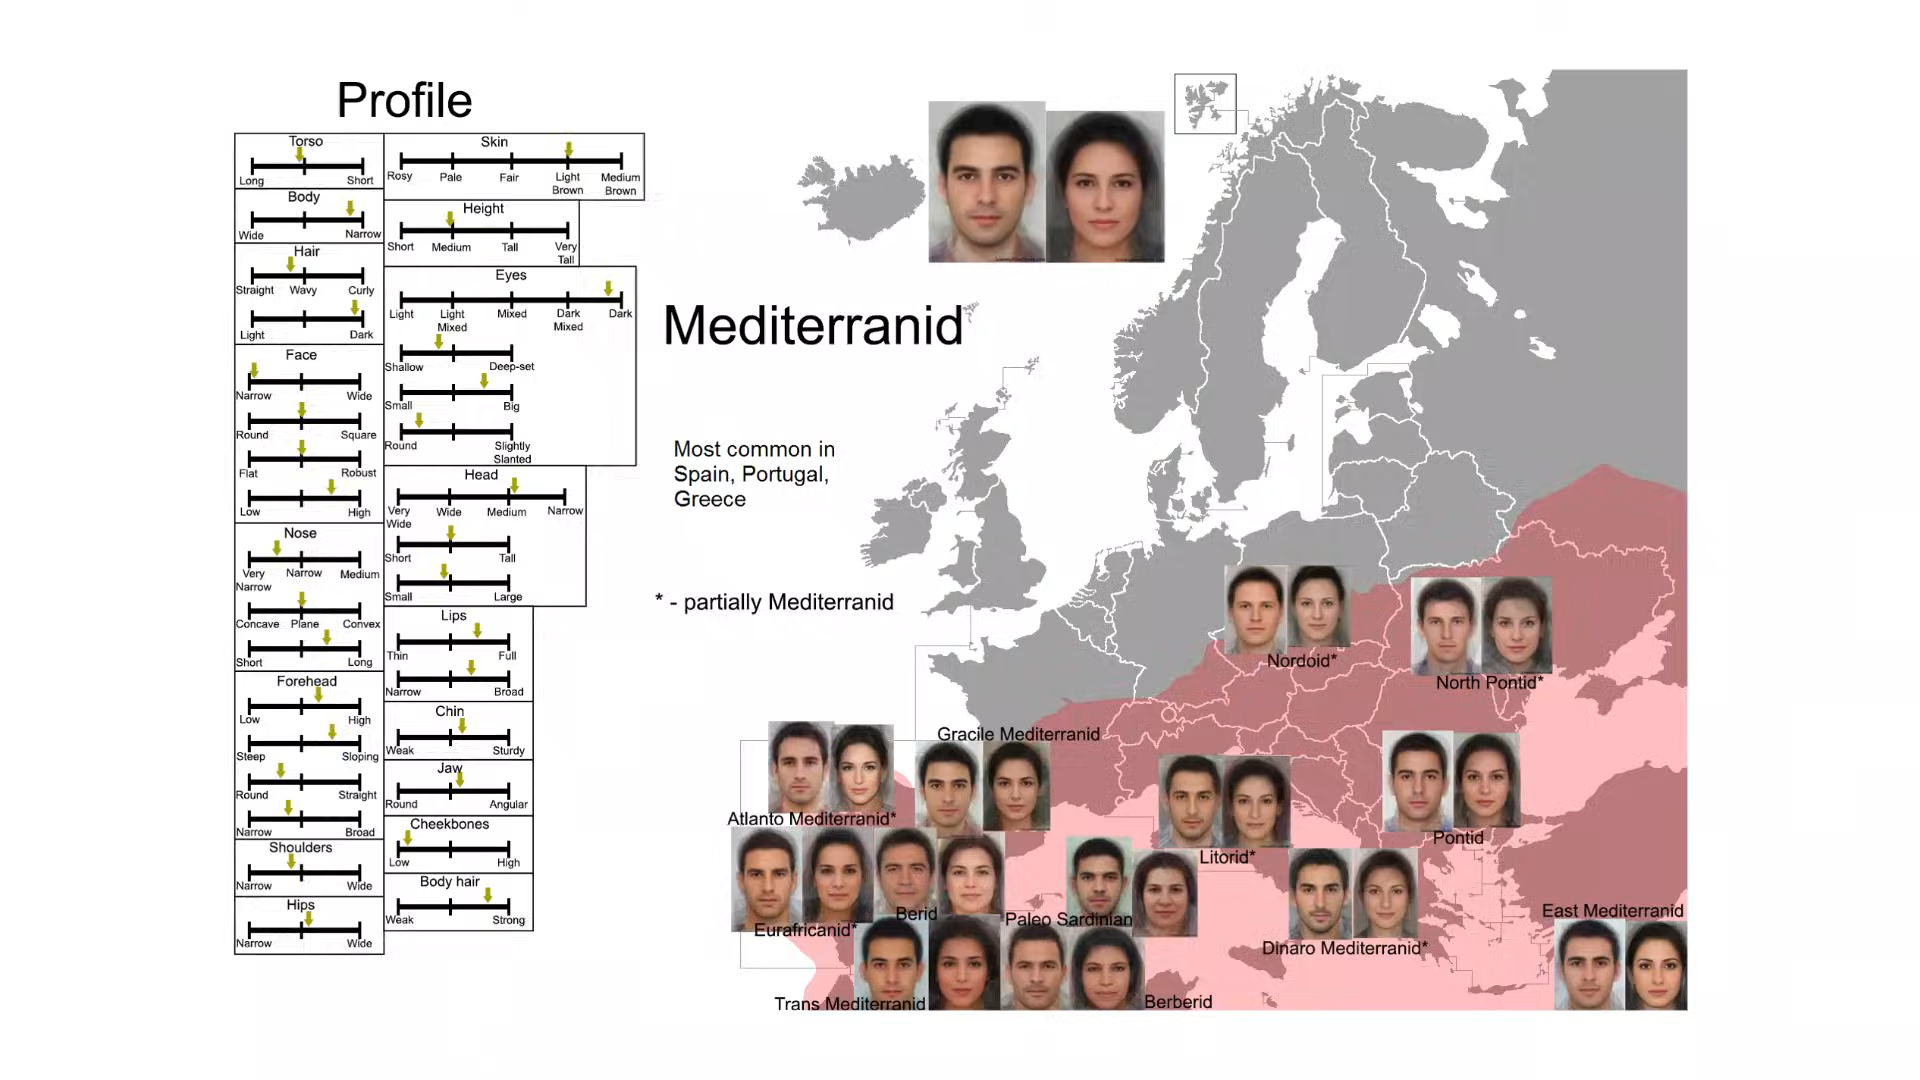 Profile
Torso
Long Short
Body
Wide Narrow
Hair
Straight Wavy Curly
Light Dark
Face
Narrow Wide
Round Square
Flat Robust
Low High
Nose
Very Narrow Medium
Narrow
Concave Plane Convex
Short Long
Forehead
Low High
Steep Sloping
Round Straight
Narrow Broad
Shoulders
Narrow Wide
Hips
Narrow Wide
Skin
Rosy Pale Fair Light Medium
Brown Brown
Height
Short Medium Tall Very
Tall
Eyes
Light Light Mixed Dark Dark
Mixed Mixed
Shallow Deep-set
Small Big
Round Slightly
Slanted
Head
Very Wide Medium Narrow
Wide
Short Tall
Small Large
Lips
Thin Full
Narrow Broad
Chin
Weak Sturdy
Jaw
Round Angular
Cheekbones
Low High
Body hair
Weak Strong
Mediterranid
Most common in
Spain, Portugal,
Greece
* - partially Mediterranid
Nordoid*
North Pontid*
Gracile Mediterranid
Atlanto Mediterranid*
Pontid
Litorid*
Berid
Paleo Sardinian
East Mediterranid
Eurafricanid*
Dinaro Mediterranid*
Trans Mediterranid
Berberid